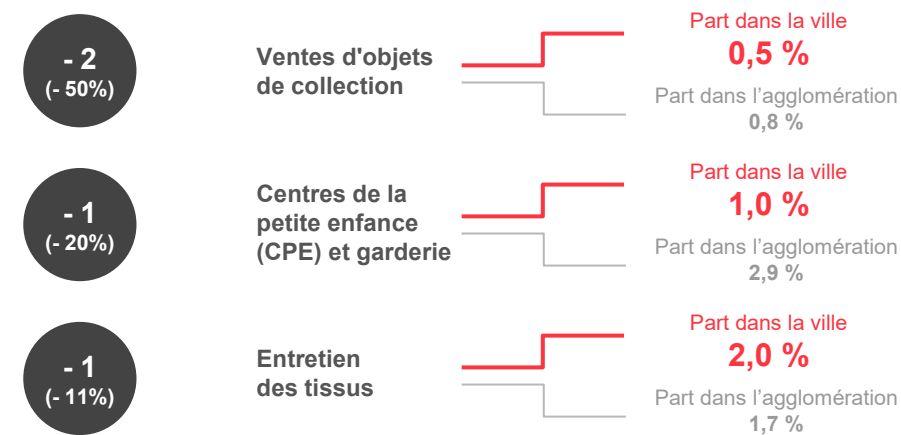 - 2
(- 50%)
Ventes d'objets
de collection
Part dans la ville
0,5 %
Part dans l’agglomération
0,8 %
- 1
(- 20%)
Centres de la
petite enfance
(CPE) et garderie
Part dans la ville
1,0 %
Part dans l’agglomération
2,9 %
- 1
(- 11%)
Entretien
des tissus
Part dans la ville
2,0 %
Part dans l’agglomération
1,7 %